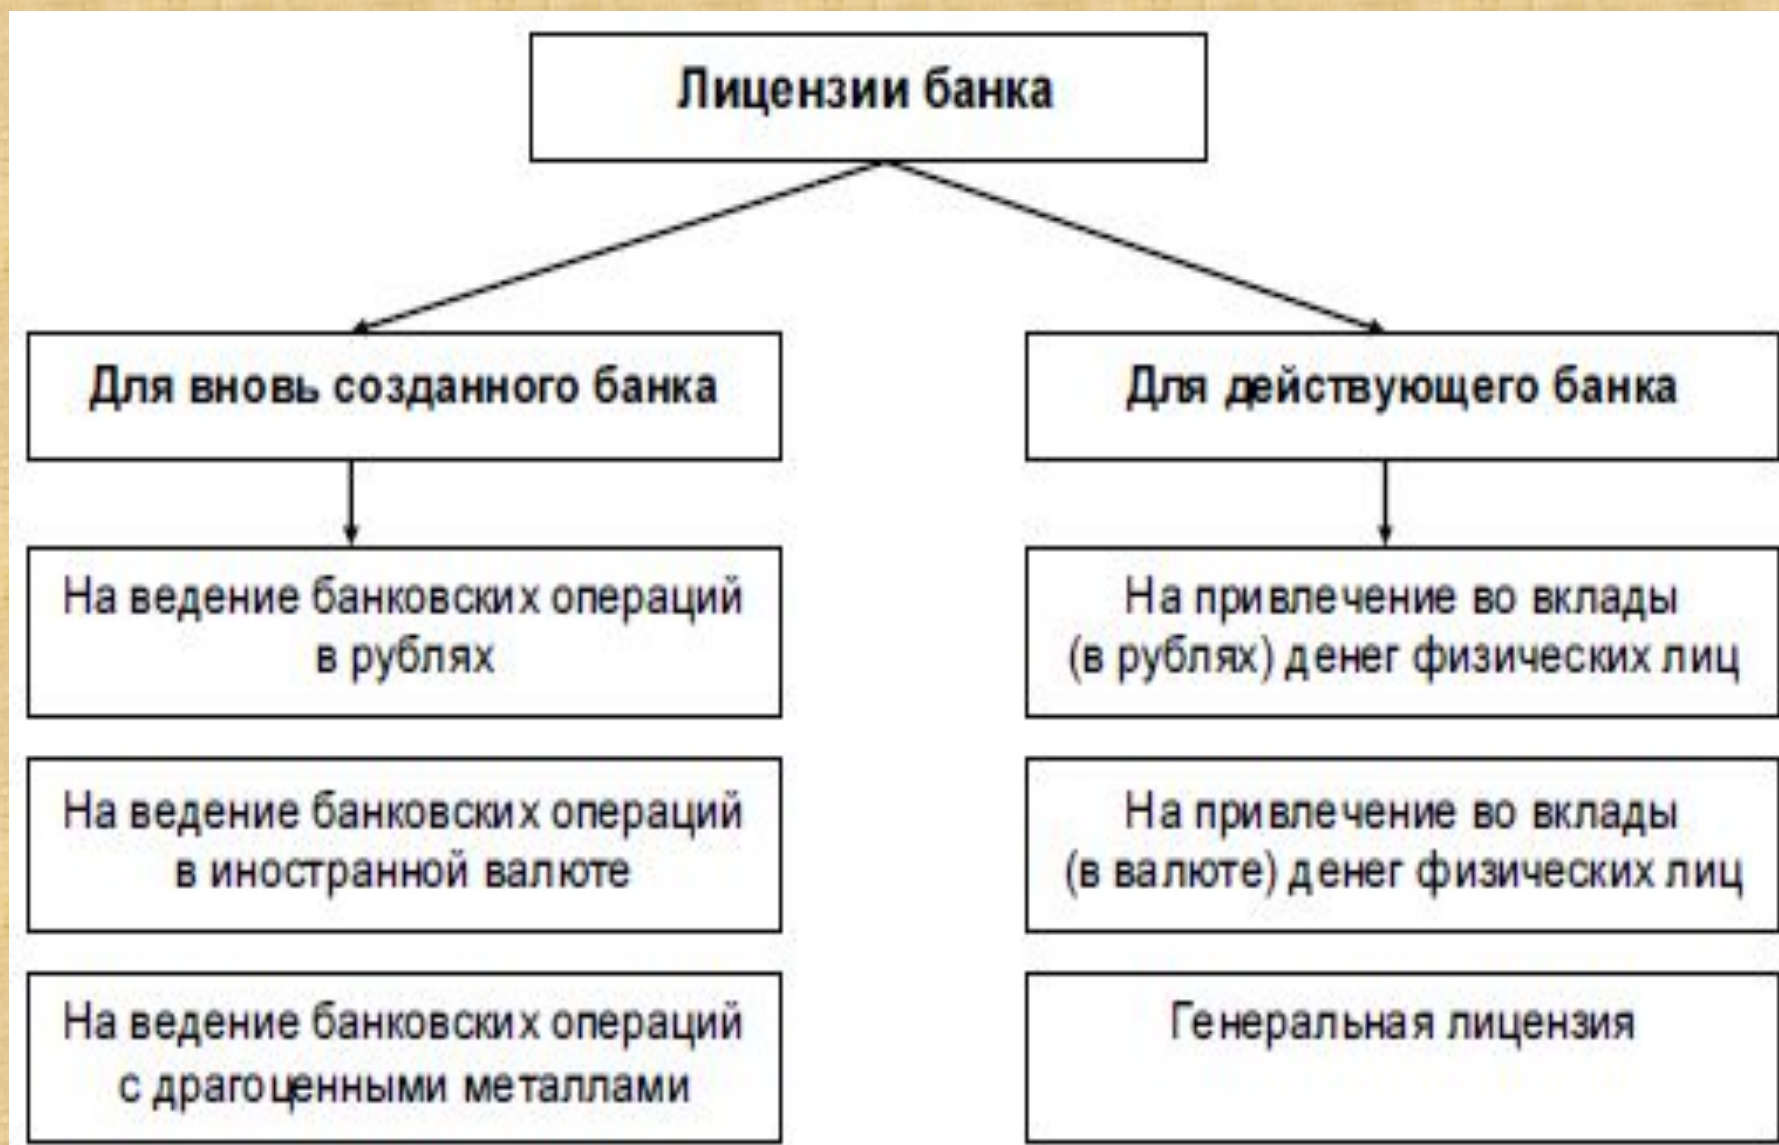 Лицензии банка
Для вновь созданного банка
Для действующего банка
На ведение банковских операций
в рублях
На привлечение во вклады
(в рублях) денег физических лиц
На ведение банковских операций
в иностранной валюте
На привлечение во вклады
(в валюте) денег физических лиц
На ведение банковских операций
с драгоценными металлами
Генеральная лицензия